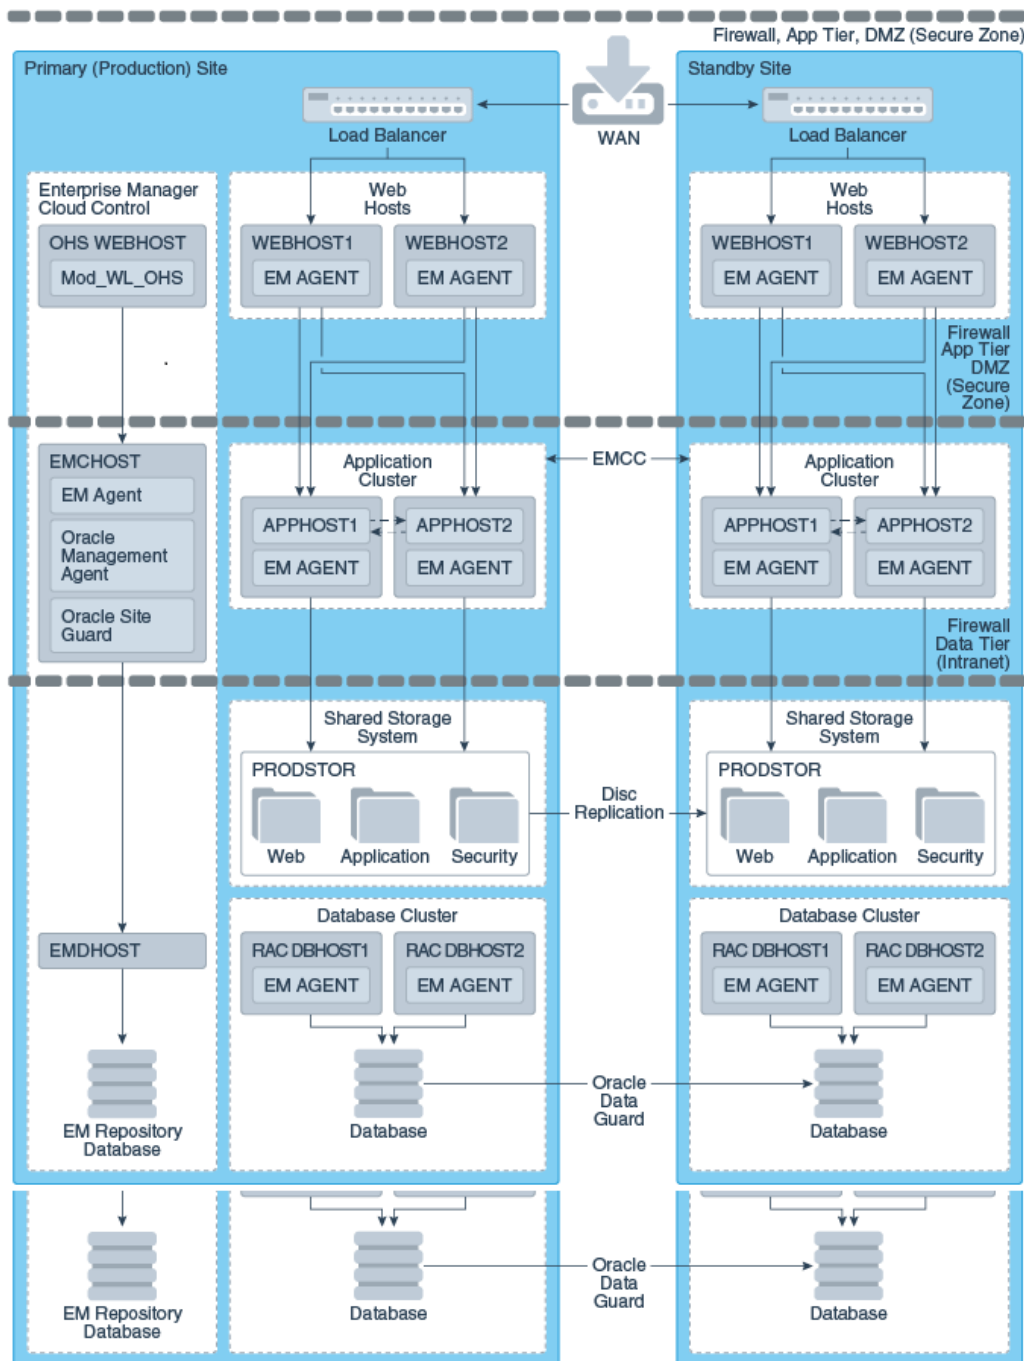 Firewall, App Tier, DMZ (Secure Zone)
Primary (Production) Site
Standby Site
WAN
Load Balancer
Load Balancer
Enterprise Manager
Cloud Control
OHS WEBHOST
Mod_WL_OHS
Web
Hosts
WEBHOST1
EM AGENT
WEBHOST2
EM AGENT
Web
Hosts
WEBHOST1
EM AGENT
WEBHOST2
EM AGENT
Firewall
App Tier
DMZ
(Secure
Zone)
EMCHOST
EM Agent
Oracle
Management
Agent
Oracle Site
Guard
Application
Cluster
APPHOST1
EM AGENT
APPHOST2
EM AGENT
EMCC
Application
Cluster
APPHOST1
EM AGENT
APPHOST2
EM AGENT
Firewall
Data Tier
(Intranet)
Shared Storage
System
PRODSTOR
Web
Application
Security
Disc
Replication
Shared Storage
System
PRODSTOR
Web
Application
Security
EMDHOST
EM Repository
Database
Database Cluster
RAC DBHOST1
EM AGENT
RAC DBHOST2
EM AGENT
Database
Oracle
Data
Guard
Database Cluster
RAC DBHOST1
EM AGENT
RAC DBHOST2
EM AGENT
Database
EM Repository
Database
Database
Oracle
Data
Guard
Database